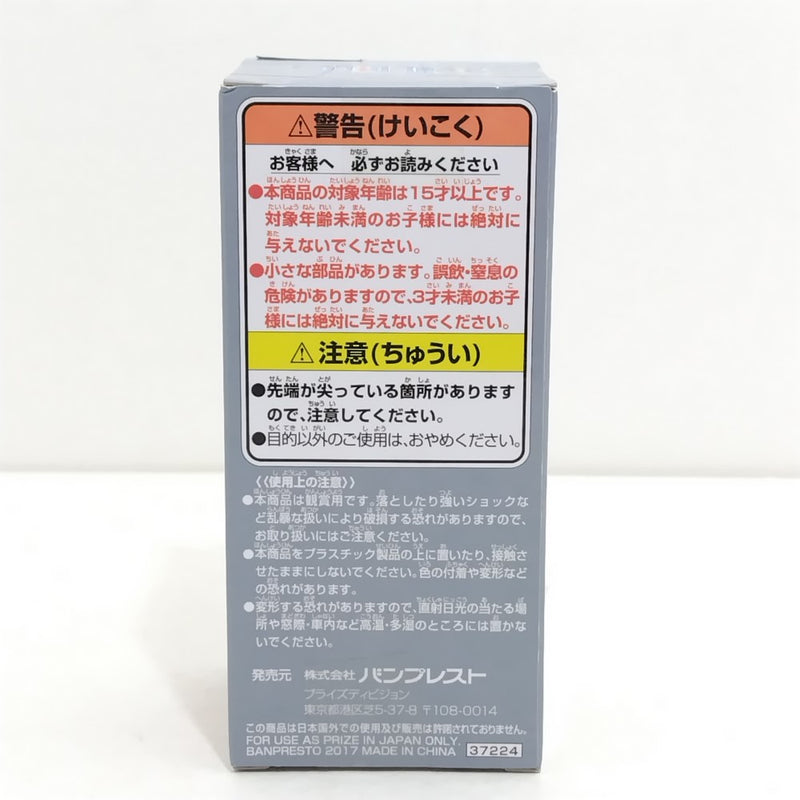 ⚠警告(けいこく)
お客様へ 必ずお読みください
●本商品の対象年齢は15才以上です。
対象年齢未満のお子様には絶対に
与えないでください。
●小さな部品があります。誤飲・窒息の
危険がありますので、3才未満のお子
様には絶対に与えないでください。
⚠注意(ちゅうい)
●先端が尖っている箇所があります
ので、注意してください。
●目的以外のご使用は、おやめください。
《使用上の注意》
●本商品は観賞用です。落としたり強いショックな
ど乱暴な扱いにより破損する恐れがありますので、
お取り扱いにはご注意ください。
●本商品をプラスチック製品の上に置いたり、接触さ
せたままにしないでください。色の付着や変形など
の恐れがあります。
●変形する恐れがありますので、直射日光の当たる場
所や窓際・車内など高温・多湿のところには置かな
いでください。
発売元 株式会社 バンプレスト
プライズディビジョン
東京都港区芝5-37-8 〒108-0014
この商品は日本国外での使用及び販売は許諾されておりません。
FOR USE AS PRIZE IN JAPAN ONLY.
BANPRESTO 2017 MADE IN CHINA 37224